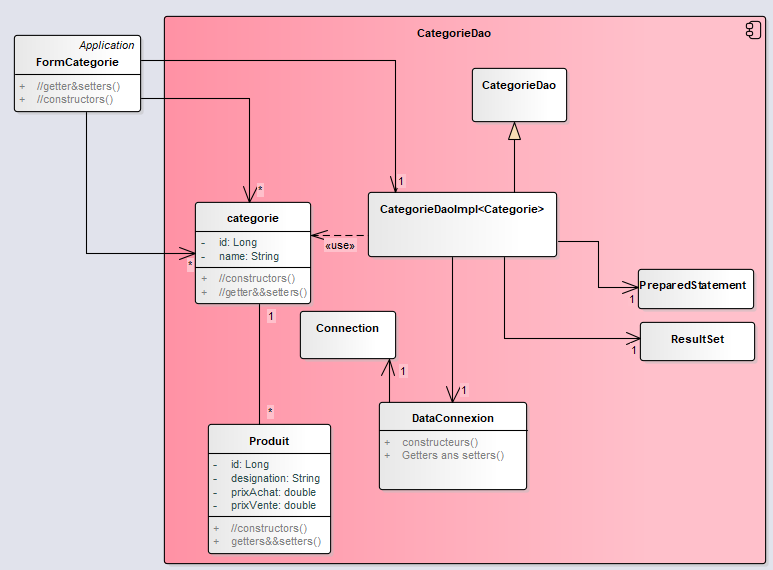 CategorieDao
Application
FormCategorie
+ //getter&setters()
+ //constructors()
CategorieDao
1
*
CategorieDaoImpl<Categorie>
categorie
- id: Long
- name: String
+ //constructors()
+ //getter&&setters()
«use»
*
PreparedStatement
1
ResultSet
1
1
Connection
1
1
DataConnexion
+ constructeurs()
+ Getters ans setters()
*
Produit
- id: Long
- designation: String
- prixAchat: double
- prixVente: double
+ //constructors()
+ getters&&setters()